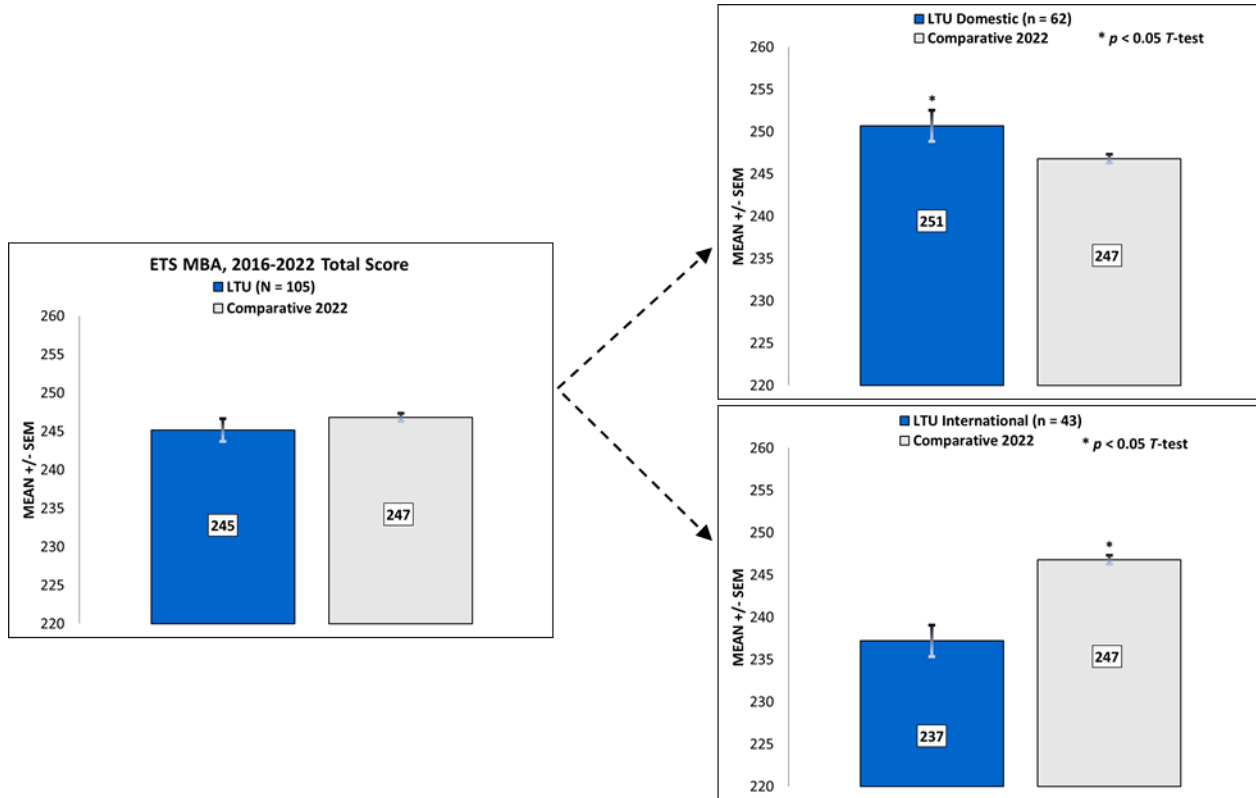 ETS MBA, 2016-2022 Total Score
LTU (N = 105)
Comparative 2022
MEAN +/- SEM
260
255
250
245
240
235
230
225
220
245
247
LTU Domestic (n = 62)
Comparative 2022
* p < 0.05 T-test
MEAN +/- SEM
260
255
250
245
240
235
230
225
220
*
251
247
LTU International (n = 43)
Comparative 2022
* p < 0.05 T-test
MEAN +/- SEM
260
255
250
245
240
235
230
225
220
*
237
247